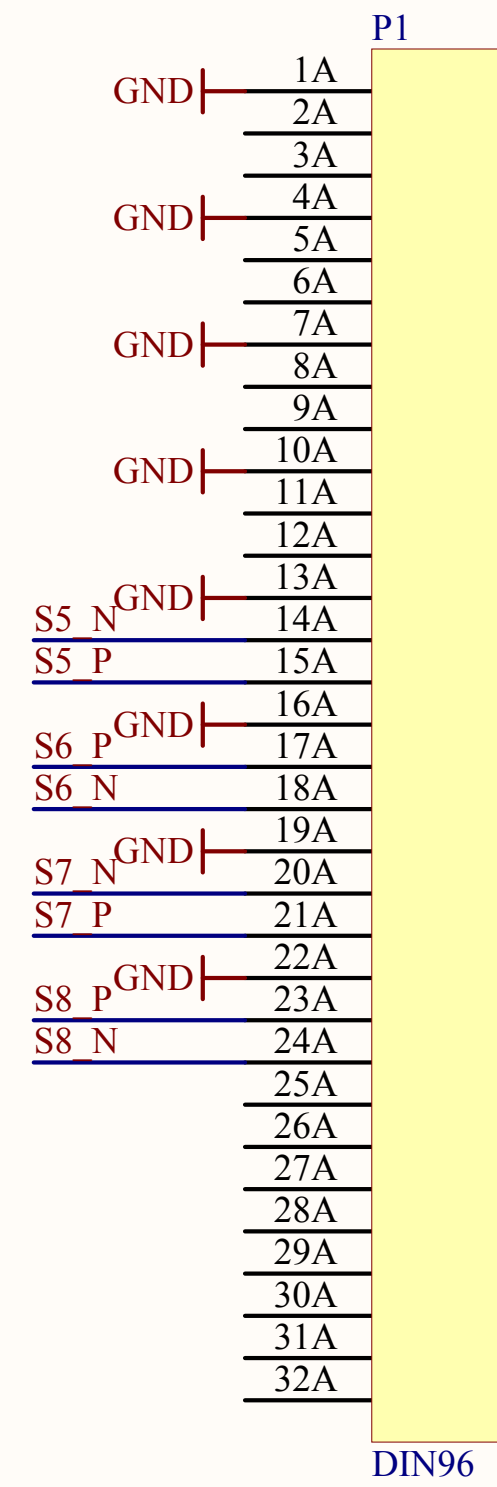 P1
1A
GND
2A
3A
4A
GND
5A
6A
7A
GND
8A
9A
10A
GND
11A
12A
13A
GND
S5_N 14A
S5_P 15A
16A
GND
S6_P 17A
S6_N 18A
19A
GND
S7_N 20A
S7_P 21A
22A
GND
S8_P 23A
S8_N 24A
25A
26A
27A
28A
29A
30A
31A
32A
DIN96